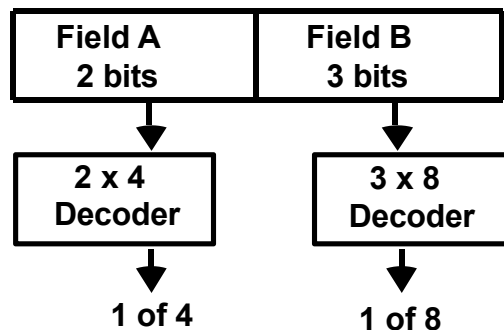 Field A
2 bits
Field B
3 bits
2 x 4
Decoder
3 x 8
Decoder
1 of 4
1 of 8